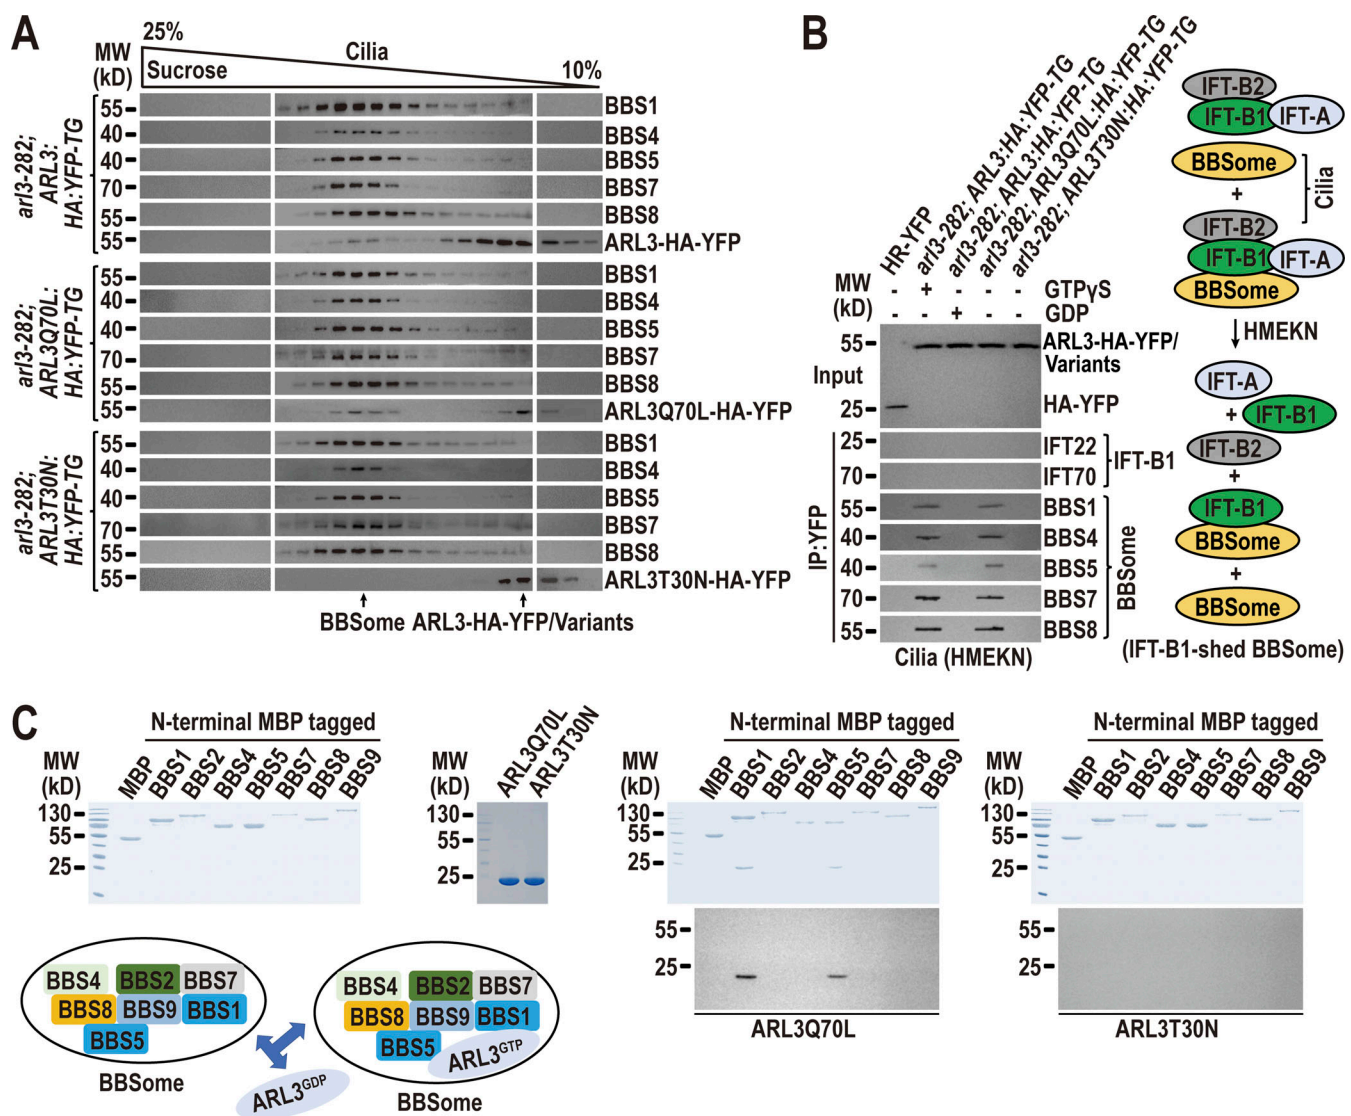 A
25%
Cilia
10%
MW
(kD)
Sucrose
arl3-282;
ARL3:
HA:YFP-TG
55
BBS1
40
BBS4
40
BBS5
70
BBS7
55
BBS8
55
ARL3-HA-YFP
arl3-282;
ARL3Q70L:
HA:YFP-TG
55
BBS1
40
BBS4
40
BBS5
70
BBS7
55
BBS8
55
ARL3Q70L-HA-YFP
arl3-282;
ARL3T30N:
HA:YFP-TG
55
BBS1
40
BBS4
40
BBS5
70
BBS7
55
BBS8
55
ARL3T30N-HA-YFP
BBSome ARL3-HA-YFP/Variants
B
HR-YFP
arl3-282; ARL3:HA:YFP-TG
arl3-282; ARL3:HA:YFP-TG
arl3-282; ARL3Q70L:HA:YFP-TG
arl3-282; ARL3T30N:HA:YFP-TG
MW
(kD)
- + - - - GTPγS
- - + - - GDP
55
ARL3-HA-YFP/
Variants
Input
25
HA-YFP
IP:YFP
25
IFT22
70
IFT70
IFT-B1
55
BBS1
40
BBS4
40
BBS5
70
BBS7
55
BBS8
BBSome
Cilia (HMEKN)
IFT-B2
IFT-B1
IFT-A
BBSome
+
Cilia
IFT-B2
IFT-B1
IFT-A
BBSome
HMEKN
IFT-A
+
IFT-B1
IFT-B2
+
IFT-B1
BBSome
+
BBSome
(IFT-B1-shed BBSome)
C
N-terminal MBP tagged
MW
(kD)
MBP
BBS1
BBS2
BBS4
BBS5
BBS7
BBS8
BBS9
130
55
25
MW
(kD)
ARL3Q70L
ARL3T30N
130
55
25
N-terminal MBP tagged
MW
(kD)
MBP
BBS1
BBS2
BBS4
BBS5
BBS7
BBS8
BBS9
130
55
25
55
25
ARL3Q70L
N-terminal MBP tagged
MW
(kD)
MBP
BBS1
BBS2
BBS4
BBS5
BBS7
BBS8
BBS9
130
55
25
55
25
ARL3T30N
BBS4 BBS2 BBS7
BBS8 BBS9 BBS1
BBS5
BBSome
ARL3GDP
BBS4 BBS2 BBS7
BBS8 BBS9 BBS1
BBS5
ARL3GTP
BBSome